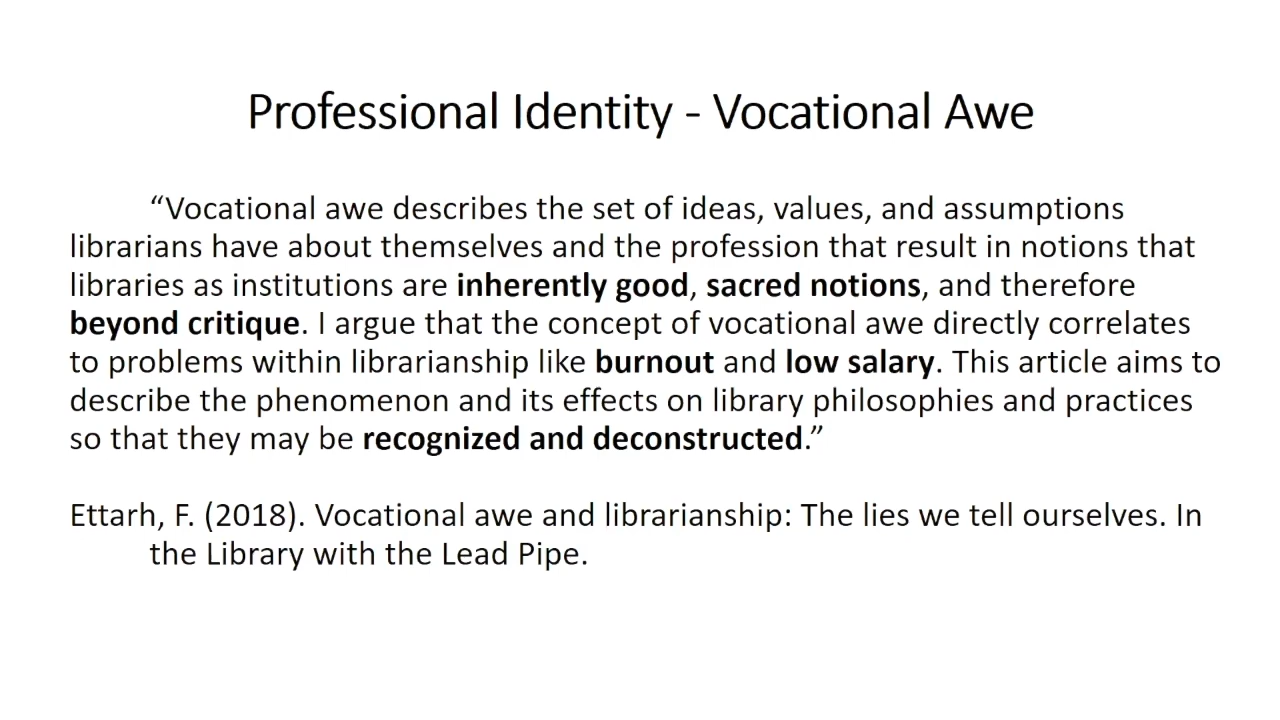 Professional Identity - Vocational Awe
“Vocational awe describes the set of ideas, values, and assumptions
librarians have about themselves and the profession that result in notions that
libraries as institutions are inherently good, sacred notions, and therefore
beyond critique. I argue that the concept of vocational awe directly correlates
to problems within librarianship like burnout and low salary. This article aims to
describe the phenomenon and its effects on library philosophies and practices
so that they may be recognized and deconstructed.”
Ettarh, F. (2018). Vocational awe and librarianship: The lies we tell ourselves. In
the Library with the Lead Pipe.